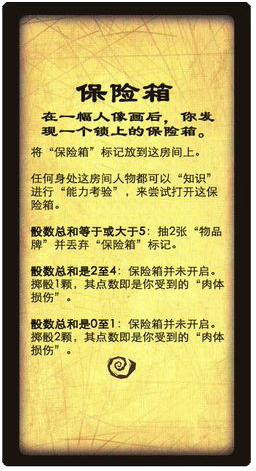 保险箱
在一幅人像画后，你发
现一个锁上的保险箱。
将“保险箱”标记放到这房间上。
任何身处这房间人物都可以“知识”
进行“能力考验”，来尝试打开这保
险箱。
骰数总和等于或大于5：抽2张“物品
牌”并丢弃“保险箱”标记。
骰数总和是2至4：保险箱并未开启。
掷骰1颗，其点数即是你受到的“肉体
损伤”。
骰数总和是0至1：保险箱并未开启。
掷骰2颗，其点数即是你受到的“肉体
损伤”。